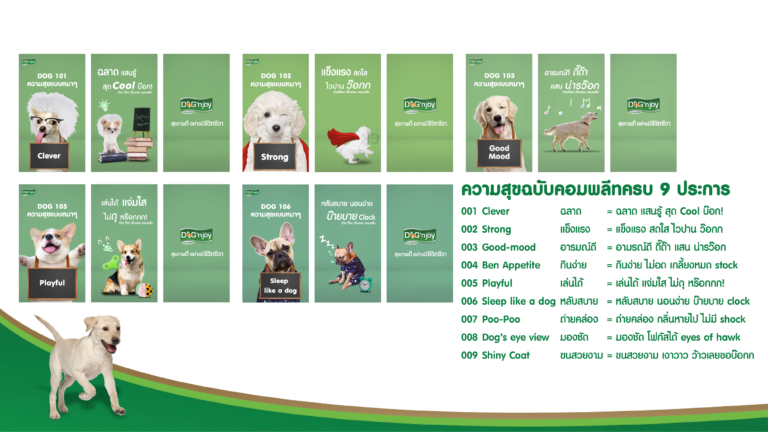 DOG 101
ความสุขแบบหมาๆ
Clever
ฉลาด แสนรู้
สุด Cool บ๊อก!
DOG'njoy
สุขภาพดี อย่างมีชีวิตชีวา
DOG 102
ความสุขแบบหมาๆ
Strong
แข็งแรง สดใส
ไวปาน ว๊อกก
DOG'njoy
สุขภาพดี อย่างมีชีวิตชีวา
DOG 103
ความสุขแบบหมาๆ
Good
Mood
อารมณ์ดี ดี๊ด๊า
แสน น่าร๊วอก
DOG'njoy
สุขภาพดี อย่างมีชีวิตชีวา
DOG 105
ความสุขแบบหมาๆ
Playful
เล่นได้ แจ่มใส
ไม่ดุ หร๊อกกก!
DOG'njoy
สุขภาพดี อย่างมีชีวิตชีวา
DOG 106
ความสุขแบบหมาๆ
Sleep
like a dog
หลับสบาย นอนง่าย
บ๊ายบาย Clock
DOG'njoy
สุขภาพดี อย่างมีชีวิตชีวา
ความสุขฉบับคอมพลีทครบ 9 ประการ
001 Clever ฉลาด = ฉลาด แสนรู้ สุด Cool บ๊อก!
002 Strong แข็งแรง = แข็งแรง สดใส ไวปาน ว๊อกก
003 Good-mood อารมณ์ดี = อารมณ์ดี ดี๊ด๊า แสน น่าร๊วอก
004 Ben Appetite กินง่าย = กินง่าย ไม่อด เกลี้ยงหมด stock
005 Playful เล่นได้ = เล่นได้ แจ่มใส ไม่ดุ หร๊อกกก!
006 Sleep like a dog หลับสบาย = หลับสบาย นอนง่าย บ๊ายบาย clock
007 Poo-Poo ถ่ายคล่อง = ถ่ายคล่อง กลิ่นหายไป ไม่มี shock
008 Dog's eye view มองชัด = มองชัด โฟกัสได้ eyes of hawk
009 Shiny Coat ขนสวยงาม = ขนสวยงาม เงาวาว ว้าวเลยขอบ๊อกก